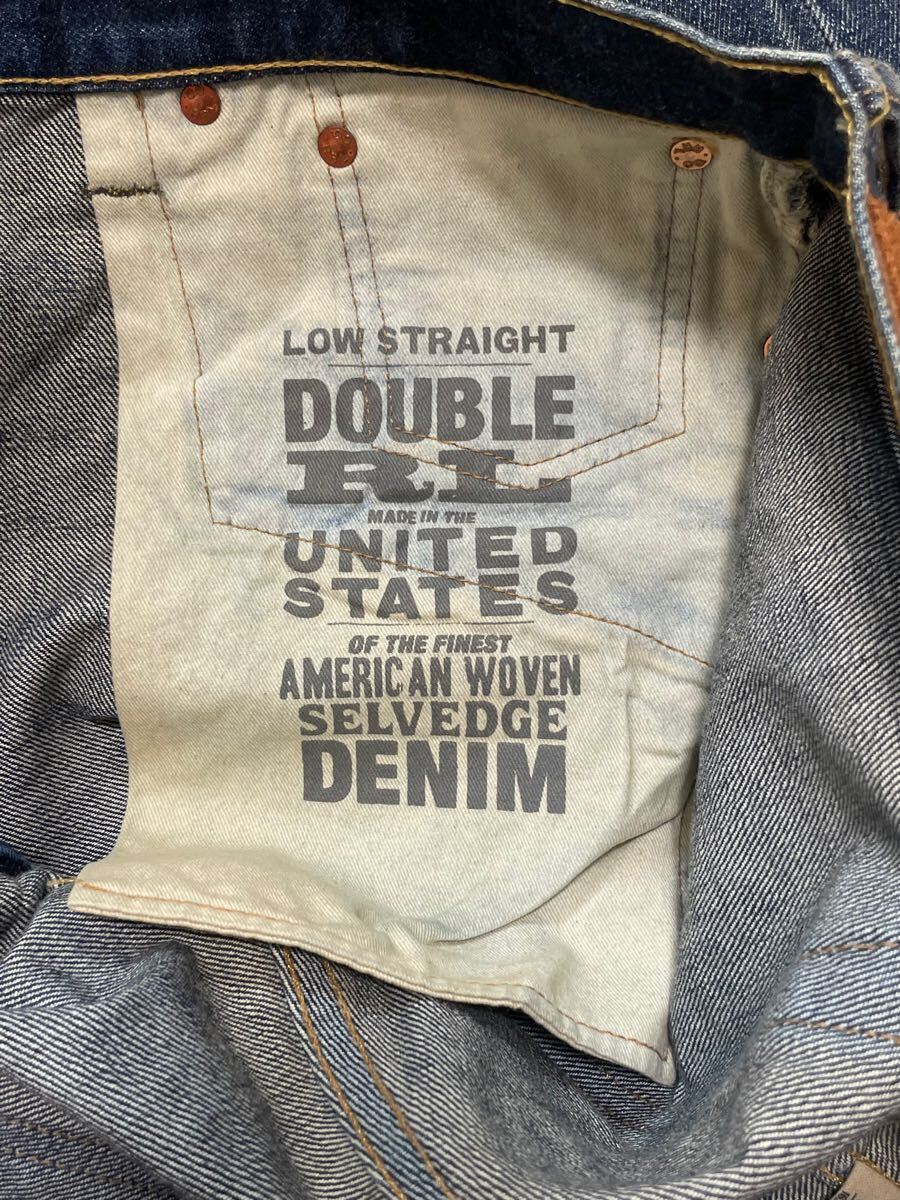 LOW STRAIGHT
DOUBLE
RL
MADE IN THE
UNITED
STATES
OF THE FINEST
AMERICAN WOVEN
SELVEDGE
DENIM